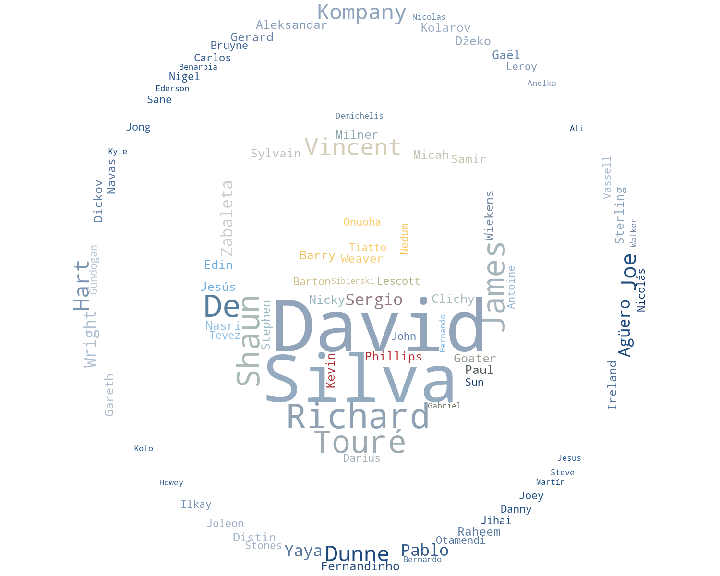 Kompany
Nicolas
Aleksandar
Kolarov
Gerard
Džeko
Bruyne
Carlos
Gaël
Benarbia
Leroy
Nigel
Anelka
Ederson
Sane
Demichelis
Jong
Ali
Milner
Vincent
Kyle
Sylvain
Micah
Samir
Navas
Dickov
Zabaleta
Wiekens
Vassell
Sterling
Walker
Onuoha
Nedum
Tiatto
Barry
Weaver
Edin
Gundogan
Hart
James
Antoine
Joe
Nicolás
Barton
Sibierski
Lescott
Jesús
De
Nicky
Sergio
Clichy
Shaun
Stephen
David
Nasri
Tevez
John
Fernando
Agüero
Wright
Kevin
Phillips
Goater
Silva
Paul
Sun
Gareth
Ireland
Richard
Gabriel
Touré
Kolo
Darius
Jesus
Howey
Steve
Martin
Ilkay
Joey
Danny
Joleon
Jihai
Distin
Raheem
Stones
Otamendi
Yaya
Dunne
Pablo
Bernardo
Fernandinho